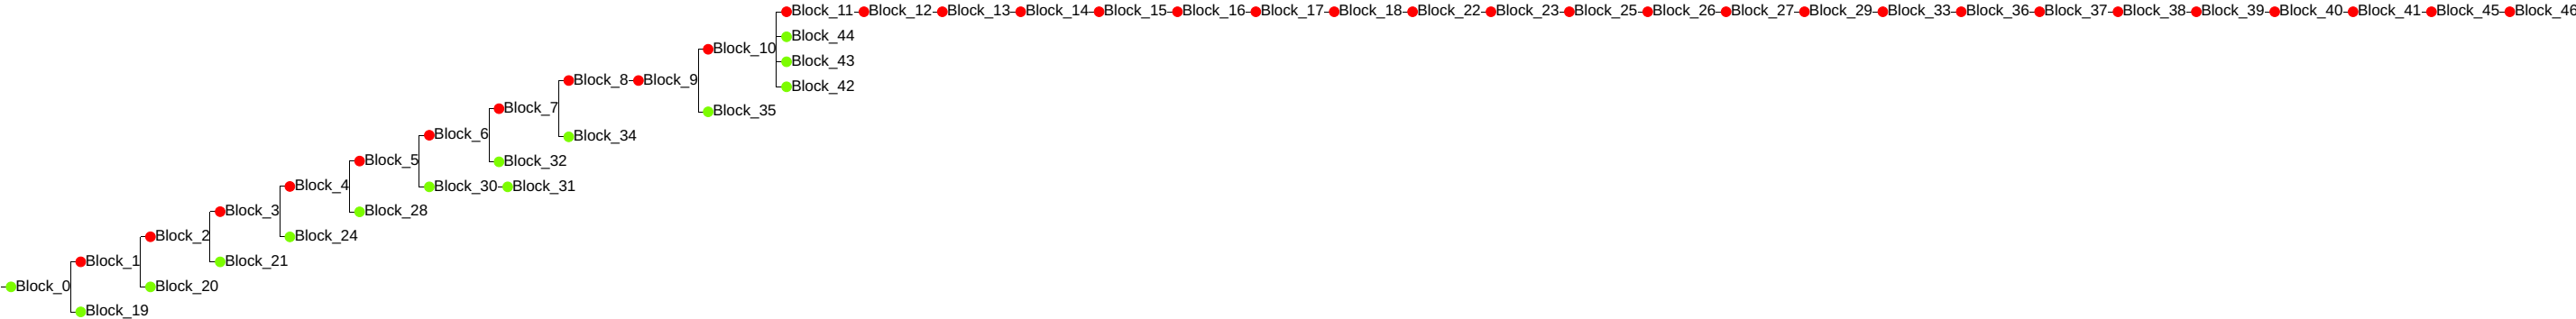 Block_11 Block_12 Block_13 Block_14 Block_15 Block_16 Block_17 Block_18 Block_22 Block_23 Block_25 Block_26 Block_27 Block_29 Block_33 Block_36 Block_37 Block_38 Block_39 Block_40 Block_41 Block_45 Block_46
Block_44
Block_10
Block_43
Block_8 Block_9
Block_42
Block_7
Block_35
Block_6
Block_34
Block_5
Block_32
Block_4
Block_30 Block_31
Block_3
Block_28
Block_2
Block_24
Block_1
Block_21
Block_0
Block_20
Block_19